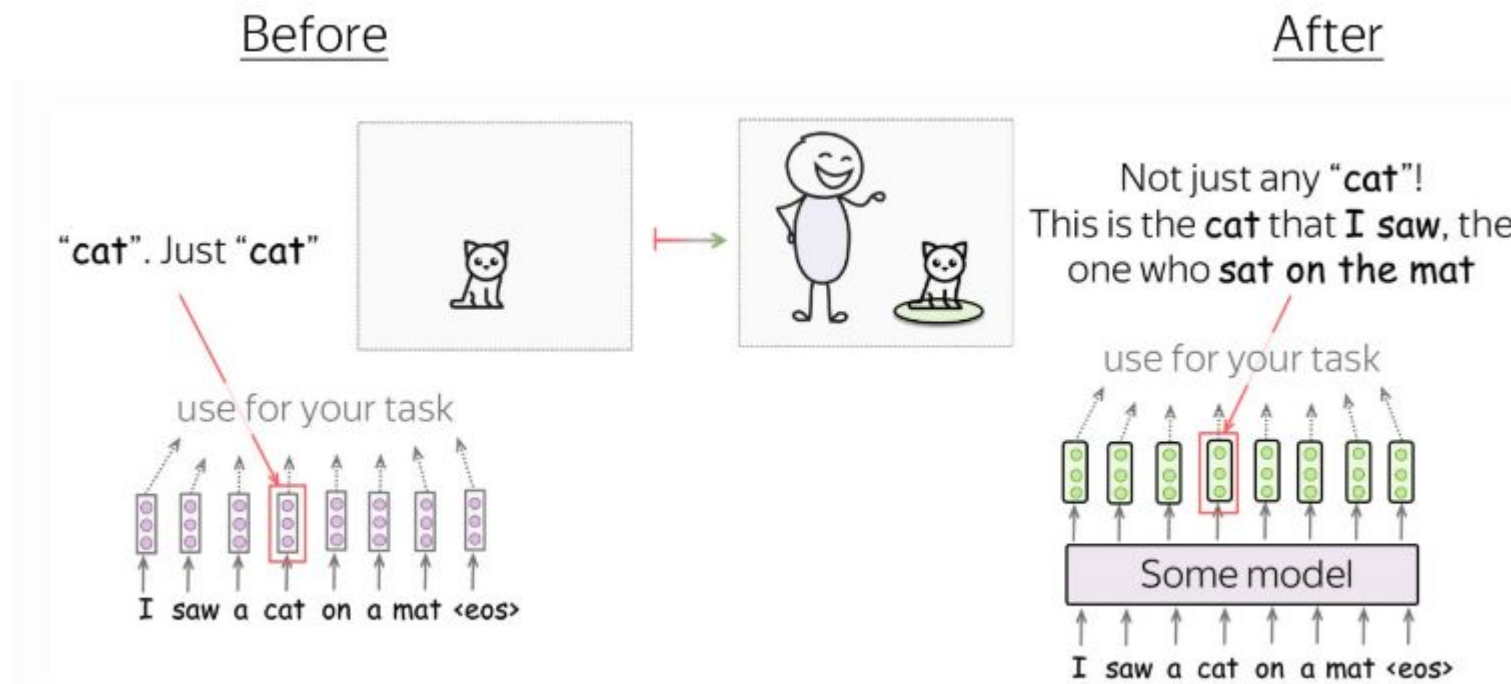 Before
After
“cat”. Just “cat”
Not just any “cat”!
This is the cat that I saw, the
one who sat on the mat
use for your task
I saw a cat on a mat <eos>
use for your task
Some model
I saw a cat on a mat <eos>